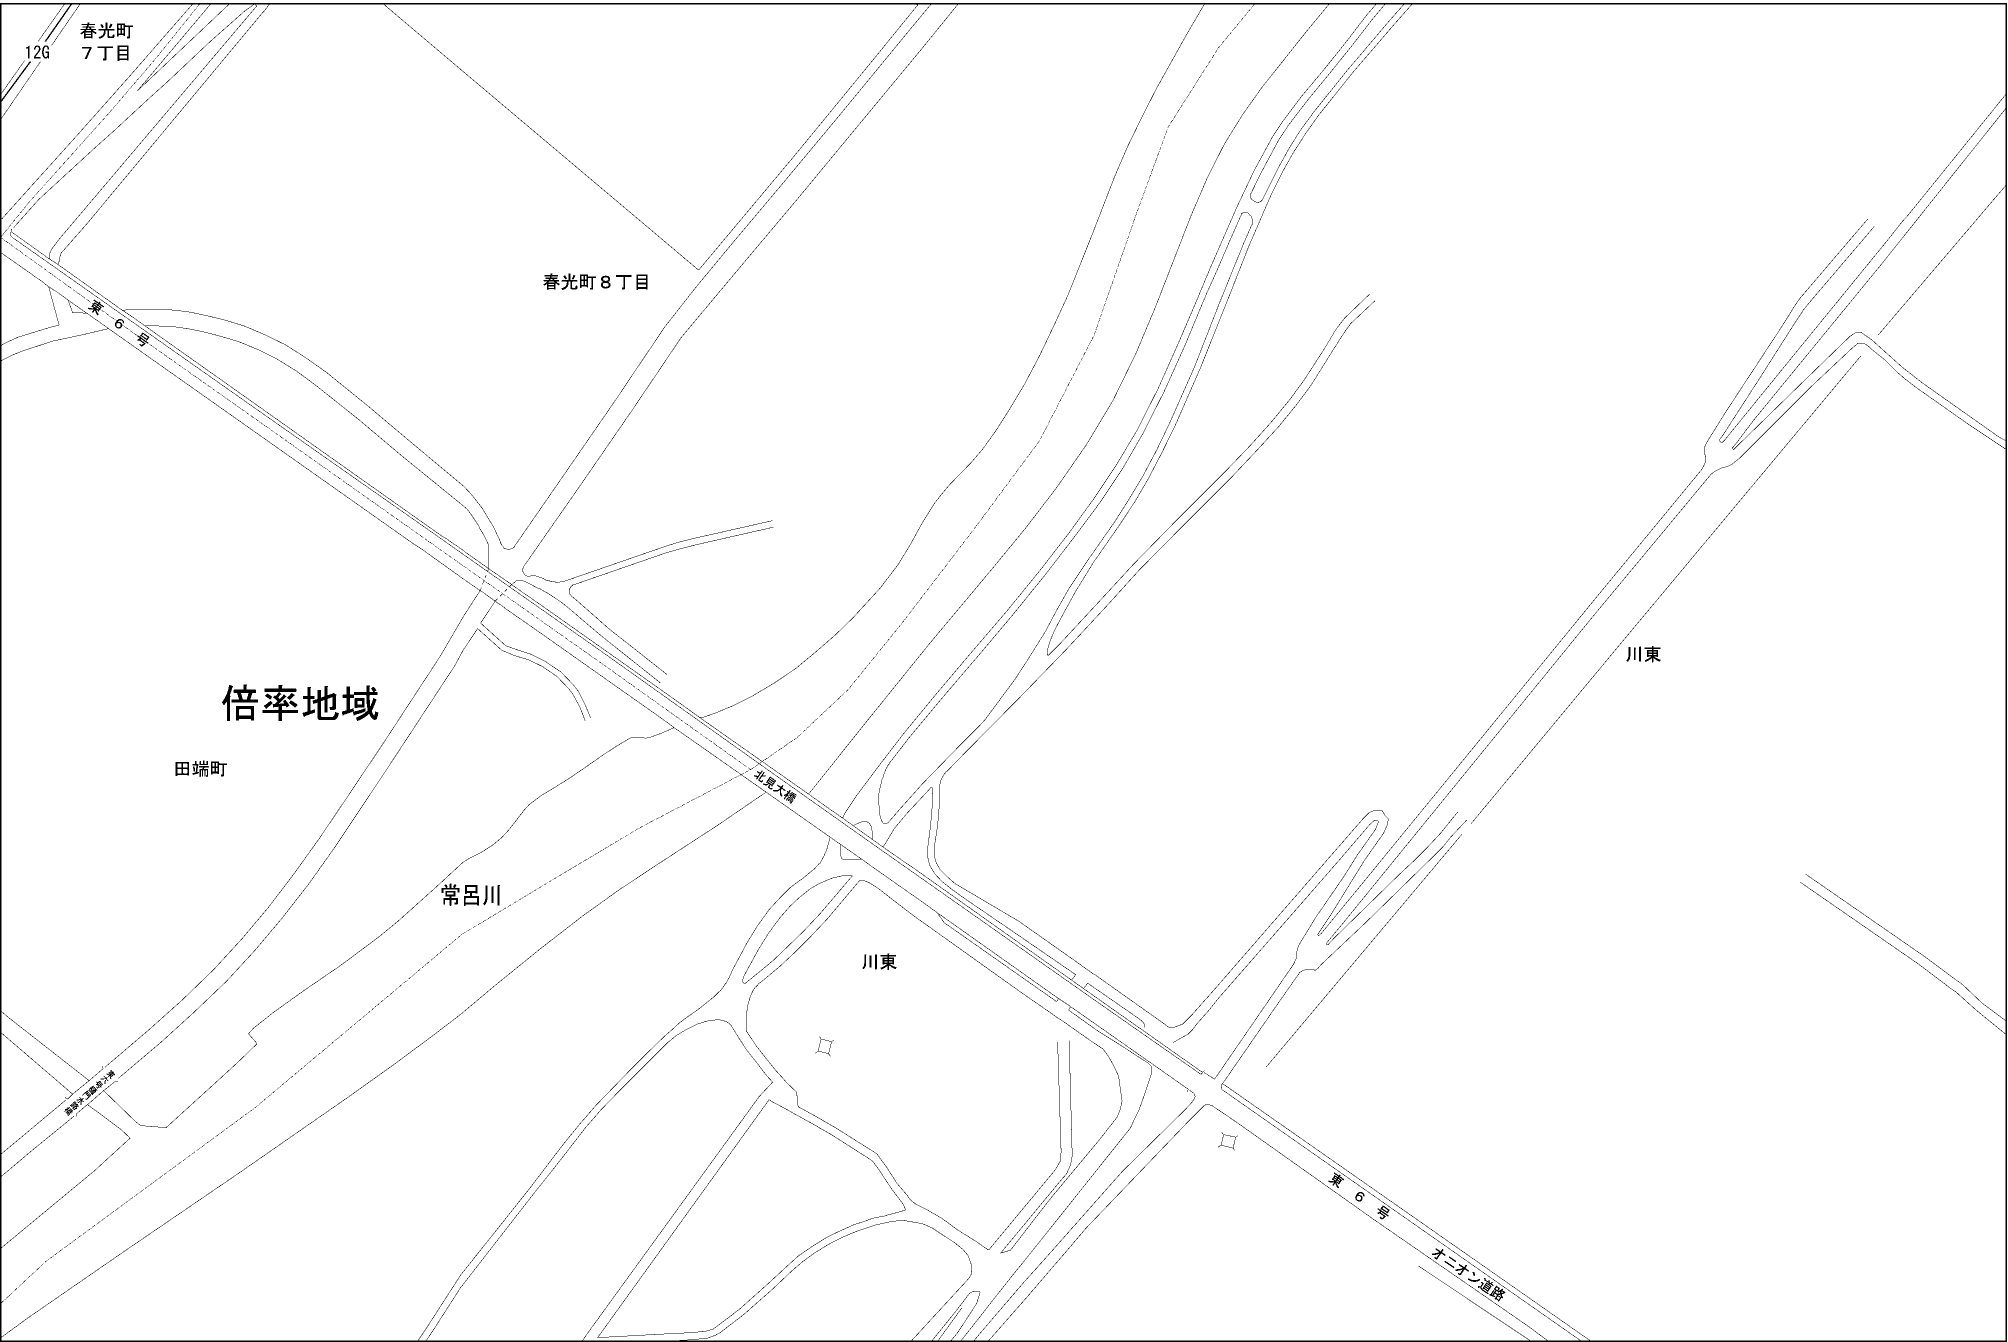 春光町
７丁目
12G
春光町８丁目
東６号
川東
倍率地域
田端町
北見大橋
常呂川
川東
東６号
オニオン道路